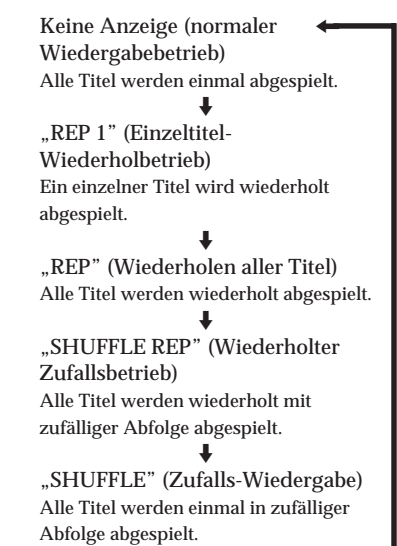 Keine Anzeige (normaler
Wiedergabebetrieb)
Alle Titel werden einmal abgespielt.
„REP 1” (Einzeltitel-
Wiederholbetrieb)
Ein einzelner Titel wird wiederholt
abgespielt.
„REP” (Wiederholen aller Titel)
Alle Titel werden wiederholt abgespielt.
„SHUFFLE REP” (Wiederholter
Zufallsbetrieb)
Alle Titel werden wiederholt mit
zufälliger Abfolge abgespielt.
„SHUFFLE” (Zufalls-Wiedergabe)
Alle Titel werden einmal in zufälliger
Abfolge abgespielt.